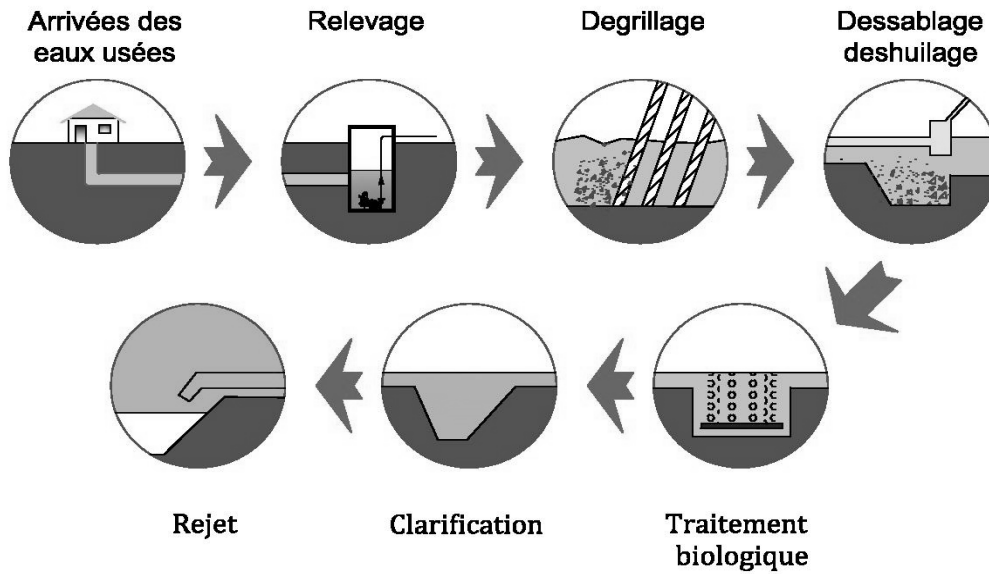 Arrivées des
eaux usées
Relevage
Degrillage
Dessablage
deshuilage
Rejet
Clarification
Traitement
biologique